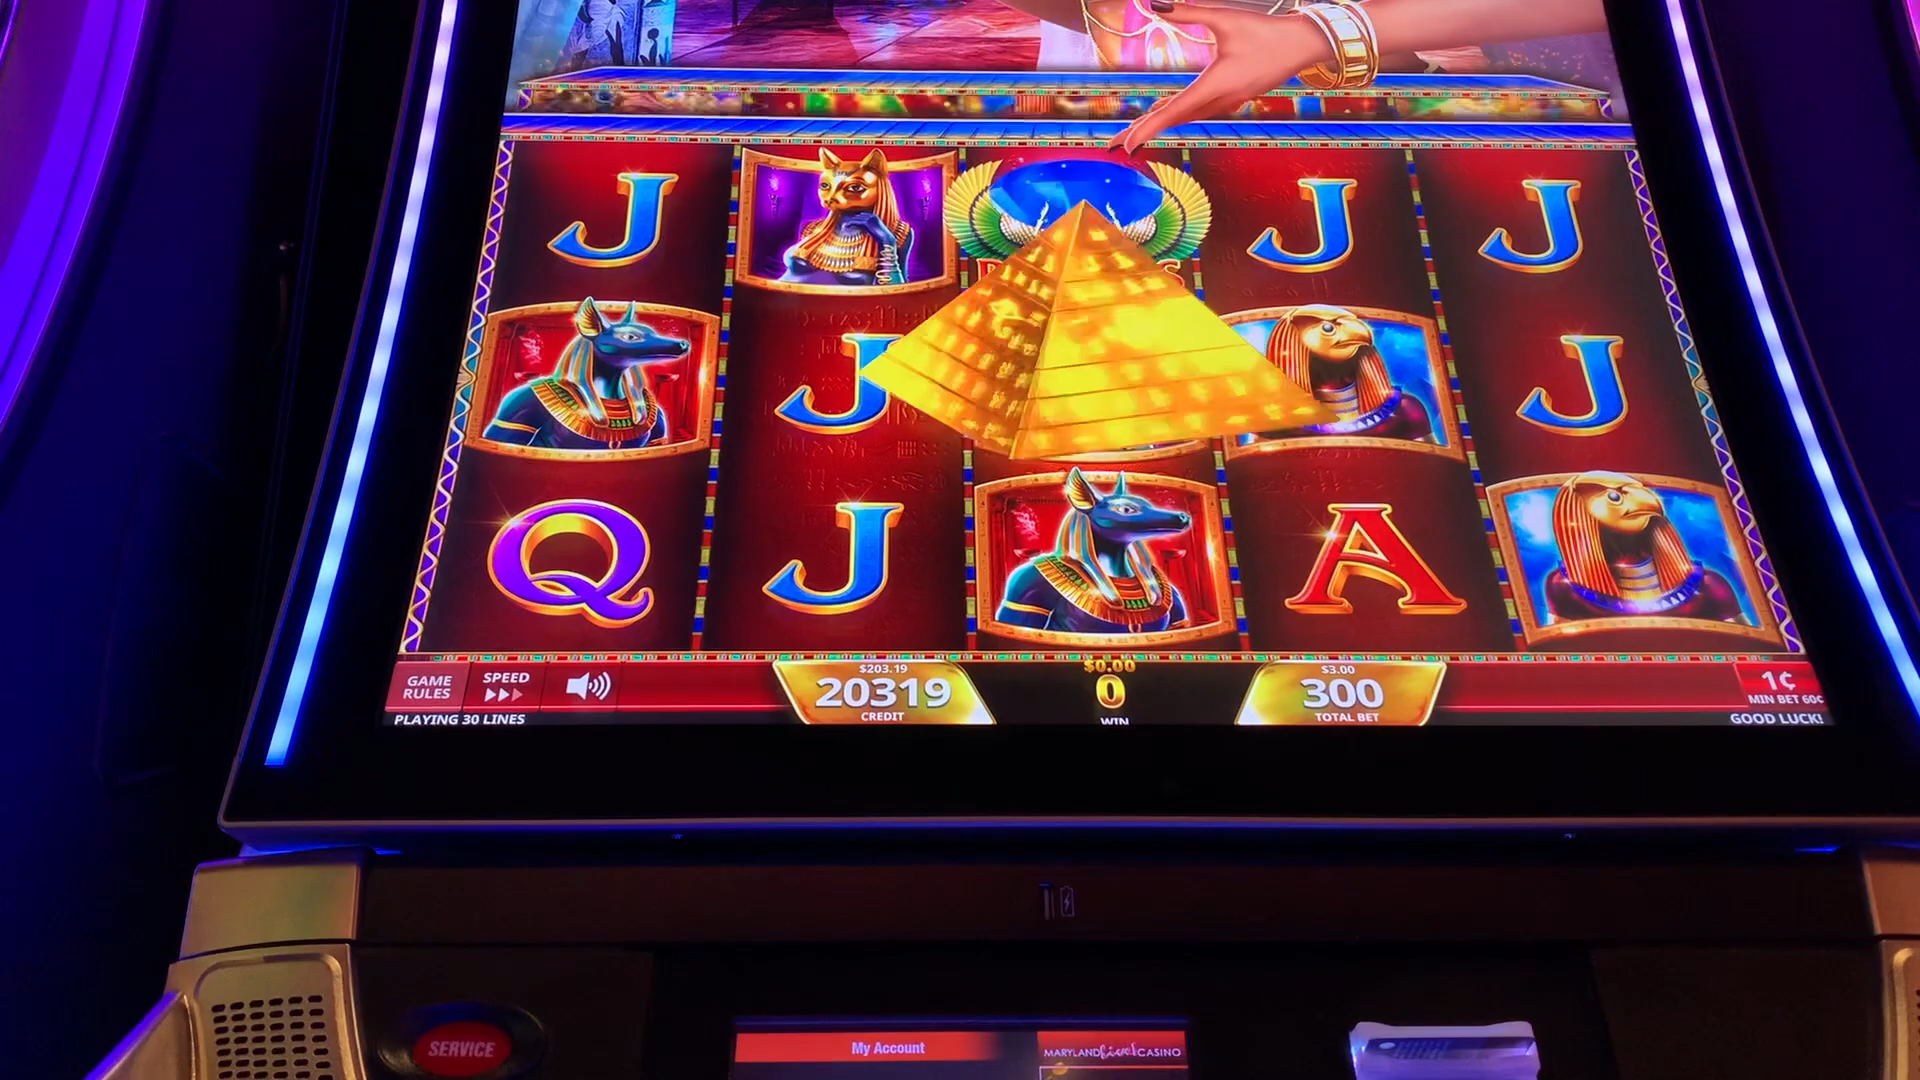 J
J
J
J
J
Q
J
A
GAME RULES
SPEED
$203.19
20319
CREDIT
$0.00
0
WIN
$3.00
300
TOTAL BET
1¢
MIN BET 60¢
PLAYING 30 LINES
GOOD LUCK!
SERVICE
My Account
MARYLAND Live! CASINO